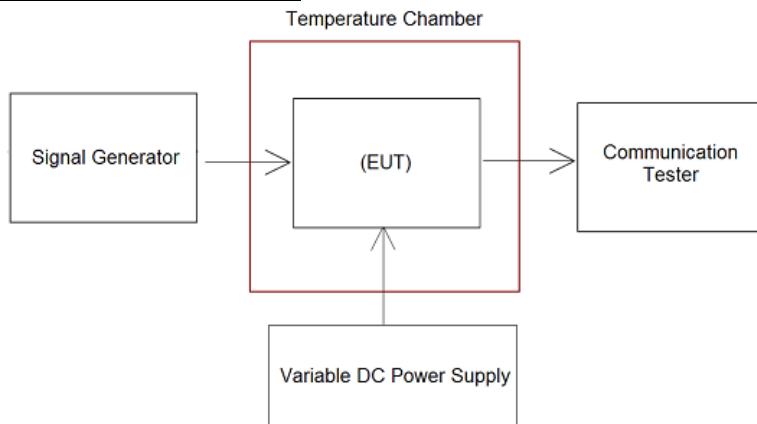 Temperature Chamber
Signal Generator
(EUT)
Communication
Tester
Variable DC Power Supply